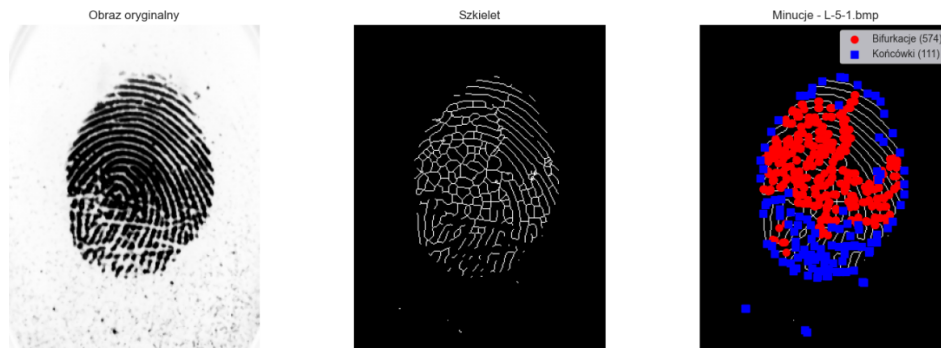 Obraz oryginalny
Szkielet
Minucje - L-5-1.bmp
Bifurkacje (574)
Końcówki (111)